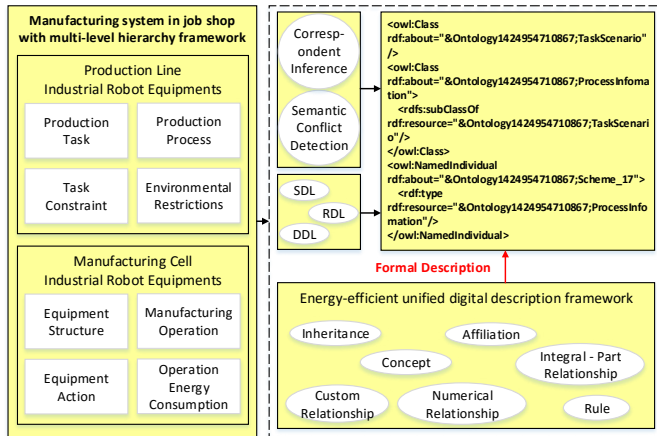 Manufacturing system in job shop
with multi-level hierarchy framework
Production Line
Industrial Robot Equipments
Production
Task
Production
Process
Task
Constraint
Environmental
Restrictions
Manufacturing Cell
Industrial Robot Equipments
Equipment
Structure
Manufacturing
Operation
Equipment
Action
Operation
Energy
Consumption
Corresp-
ondent
Inference
Semantic
Conflict
Detection
SDL
RDL
DDL
<owl:Class
rdf:about="&Ontology1424954710867;TaskScenario"
/>
<owl:Class
rdf:about="&Ontology1424954710867;ProcessInfoma
tion">
<rdfs:subClassOf
rdf:resource="&Ontology1424954710867;TaskScenari
o"/>
</owl:Class>
<owl:NamedIndividual
rdf:about="&Ontology1424954710867;Scheme_17">
<rdf:type
rdf:resource="&Ontology1424954710867;ProcessInfo
mation"/>
</owl:NamedIndividual>
Formal Description
Energy-efficient unified digital description framework
Inheritance
Affiliation
Concept
Integral - Part
Relationship
Custom
Relationship
Numerical
Relationship
Rule